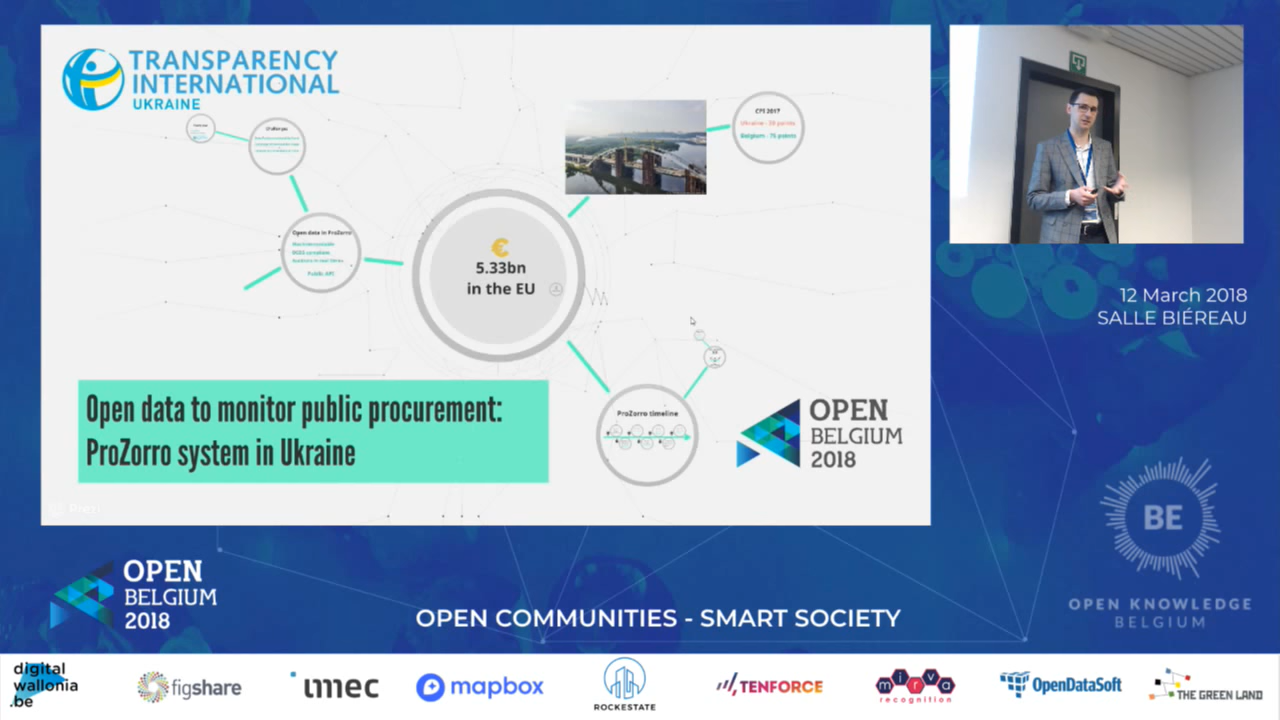 TRANSPARENCY
INTERNATIONAL
UKRAINE
Challenges
CPI 2017
Ukraine - 30 points
Belgium - 75 points
Open data in ProZorro
Machine-readable
OCDS compliant
Auctions in real times
Public API
€
5.33bn
in the EU
ProZorro timeline
Open data to monitor public procurement:
ProZorro system in Ukraine
OPEN
BELGIUM
2018
Prezi
12 March 2018
SALLE BIÉREAU
BE
OPEN KNOWLEDGE
BELGIUM
OPEN
BELGIUM
2018
OPEN COMMUNITIES - SMART SOCIETY
digital
wallonia
.be
figshare
imec
mapbox
ROCKESTATE
TENFORCE
mirva
recognition
OpenDataSoft
THE GREEN LAND